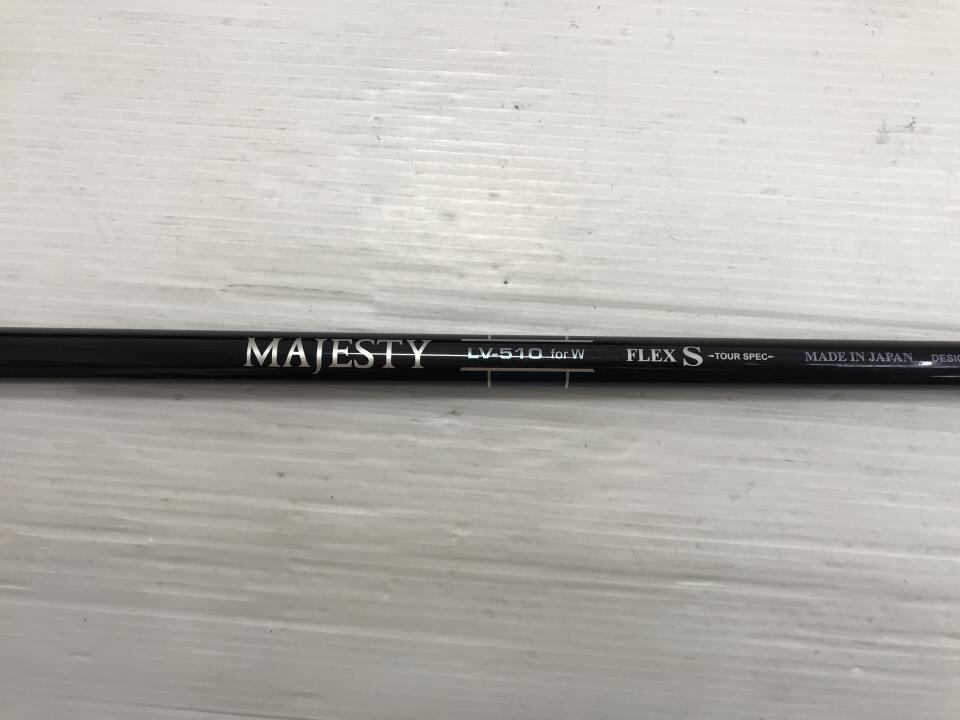 MAJESTY LV-510 for W FLEX S -TOUR SPEC- MADE IN JAPAN